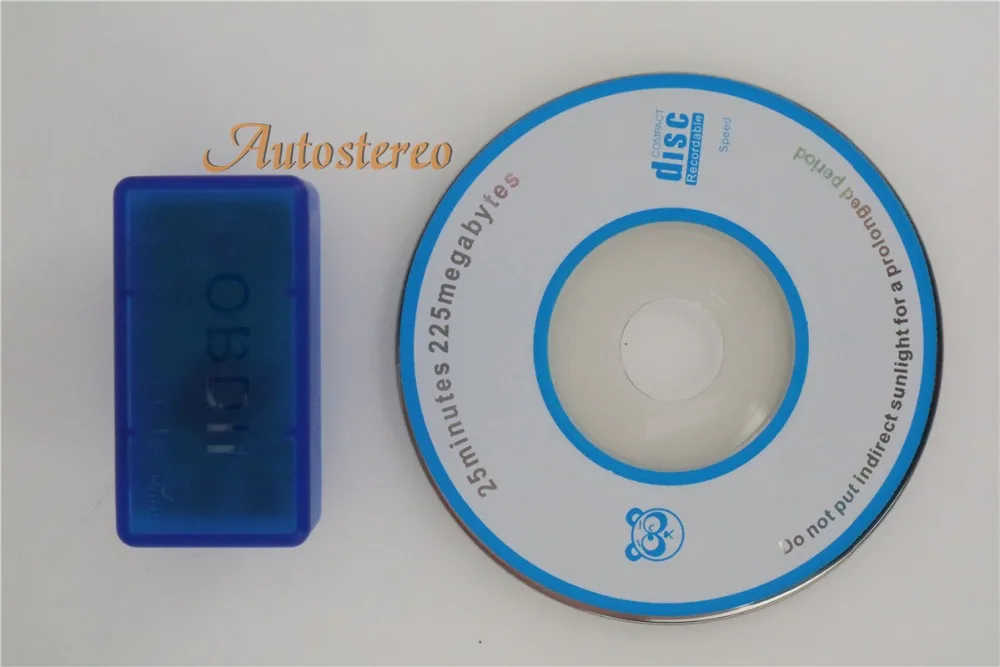 Autostereo
OBDII
25minutes 225megabytes
COMPACT
disc
Recordable
Speed
Do not put indirect sunlight for a prolonged period